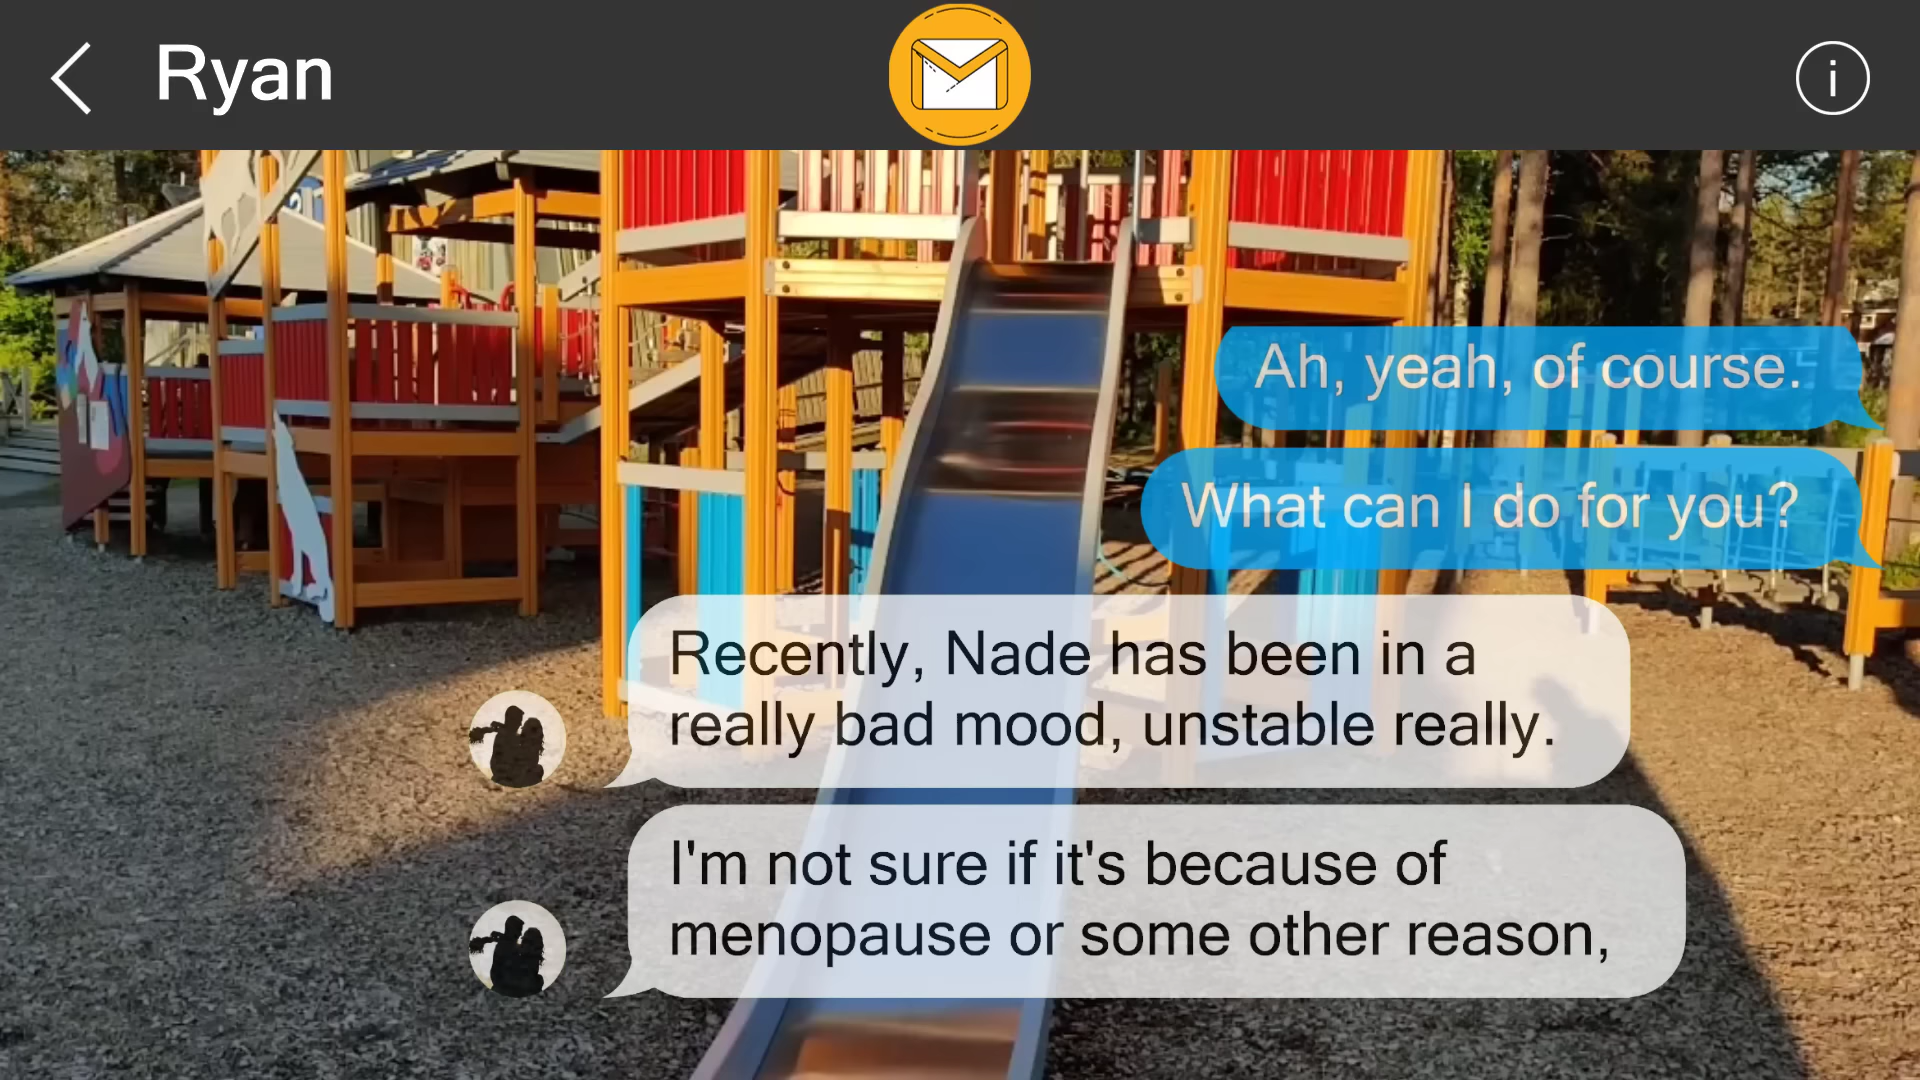 Ryan
Ah, yeah, of course.
What can I do for you?
Recently, Nade has been in a
really bad mood, unstable really.
I'm not sure if it's because of
menopause or some other reason,